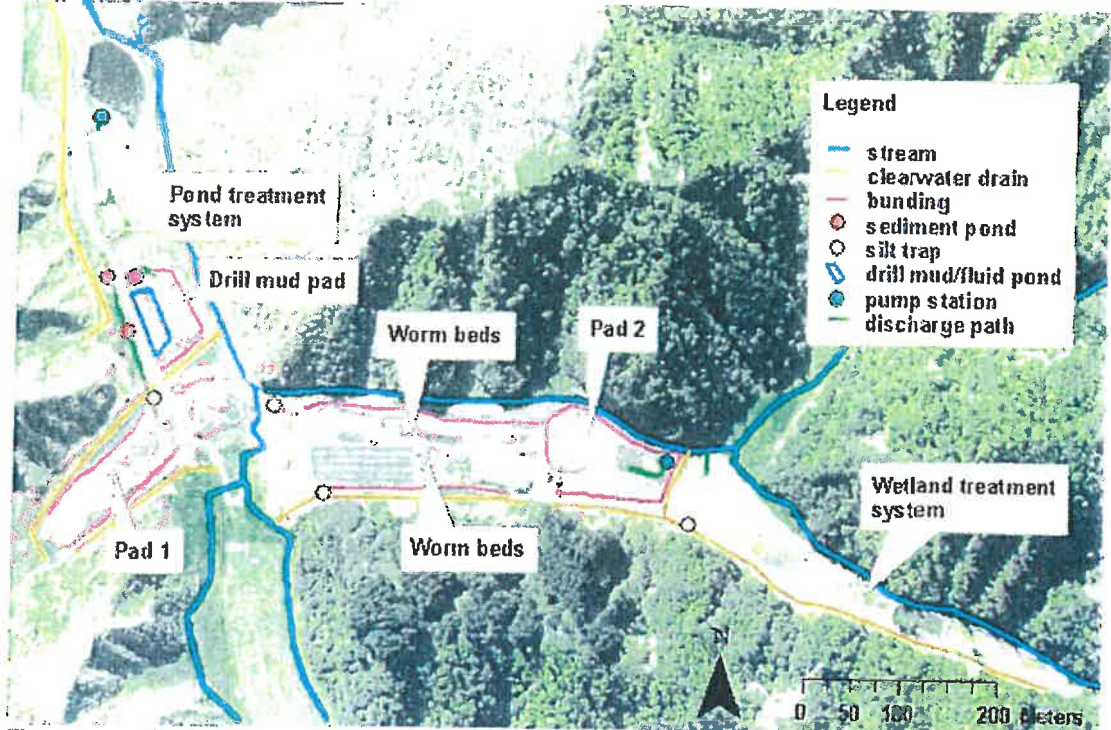 Legend
stream
clearwater drain
bunding
sediment pond
silt trap
drill mud/fluid pond
pump station
discharge path
Pond treatment
system
Drill mud pad
Worm beds
Pad 2
Wetland treatment
system
Pad 1
Worm beds
N
0 50 100 200 Meters